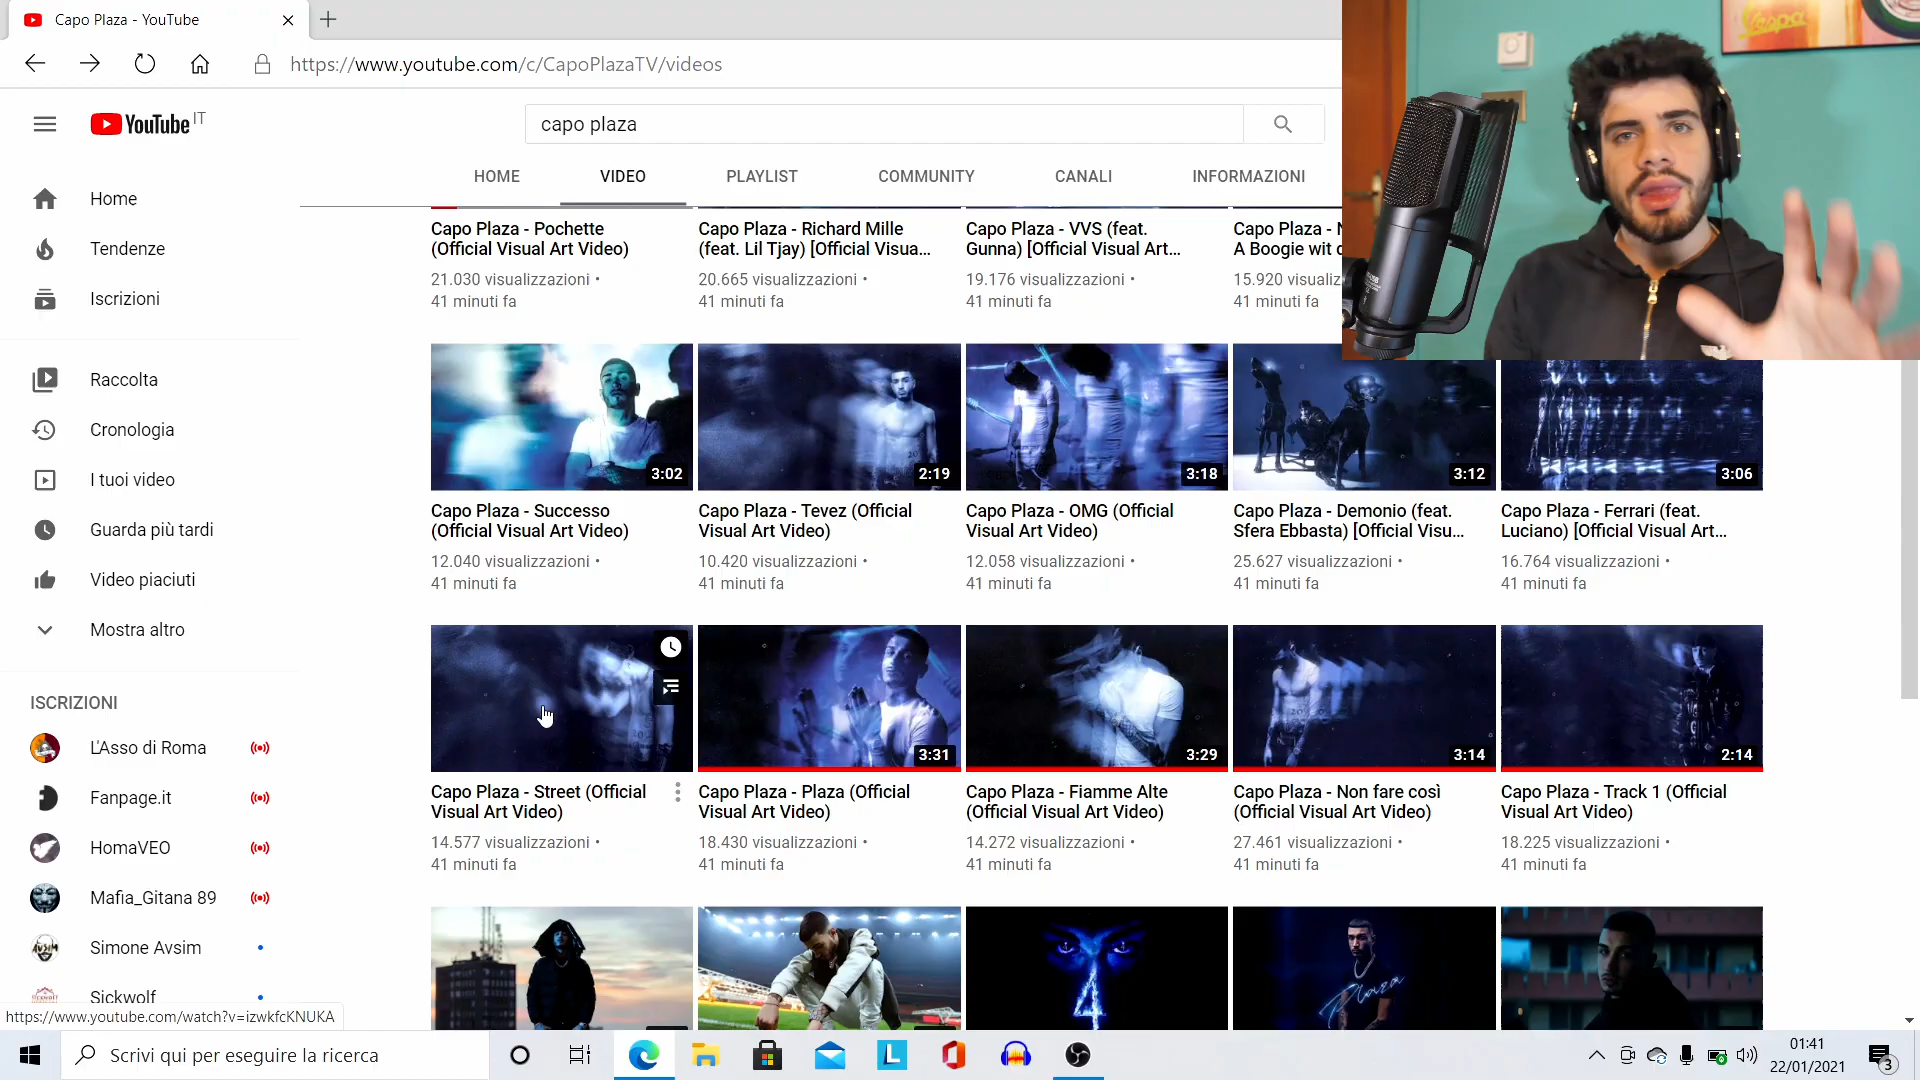 Capo Plaza - YouTube
https://www.youtube.com/c/CapoPlazaTV/videos
Vespa
YouTube IT
capo plaza
HOME
VIDEO
PLAYLIST
COMMUNITY
CANALI
INFORMAZIONI
Home
Tendenze
Iscrizioni
Raccolta
Cronologia
I tuoi video
Guarda più tardi
Video piaciuti
Mostra altro
ISCRIZIONI
L'Asso di Roma
Fanpage.it
HomaVEO
Mafia_Gitana 89
Simone Avsim
Sickwolf
Capo Plaza - Pochette
(Official Visual Art Video)
21.030 visualizzazioni •
41 minuti fa
Capo Plaza - Richard Mille
(feat. Lil Tjay) [Official Visua...
20.665 visualizzazioni •
41 minuti fa
Capo Plaza - VVS (feat.
Gunna) [Official Visual Art...
19.176 visualizzazioni •
41 minuti fa
Capo Plaza -
A Boogie wit
15.920
41 minuti fa
3:02
Capo Plaza - Successo
(Official Visual Art Video)
12.040 visualizzazioni •
41 minuti fa
2:19
Capo Plaza - Tevez (Official
Visual Art Video)
10.420 visualizzazioni •
41 minuti fa
3:18
Capo Plaza - OMG (Official
Visual Art Video)
12.058 visualizzazioni •
41 minuti fa
3:12
Capo Plaza - Demonio (feat.
Sfera Ebbasta) [Official Visu...
25.627 visualizzazioni •
41 minuti fa
3:06
Capo Plaza - Ferrari (feat.
Luciano) [Official Visual Art...
16.764 visualizzazioni •
41 minuti fa
Capo Plaza - Street (Official
Visual Art Video)
14.577 visualizzazioni •
41 minuti fa
3:31
Capo Plaza - Plaza (Official
Visual Art Video)
18.430 visualizzazioni •
41 minuti fa
3:29
Capo Plaza - Fiamme Alte
(Official Visual Art Video)
14.272 visualizzazioni •
41 minuti fa
3:14
Capo Plaza - Non fare così
(Official Visual Art Video)
27.461 visualizzazioni •
41 minuti fa
2:14
Capo Plaza - Track 1 (Official
Visual Art Video)
18.225 visualizzazioni •
41 minuti fa
4
Plaza
https://www.youtube.com/watch?v=izwkfcKNUKA
Scrivi qui per eseguire la ricerca
01:41
22/01/2021
3